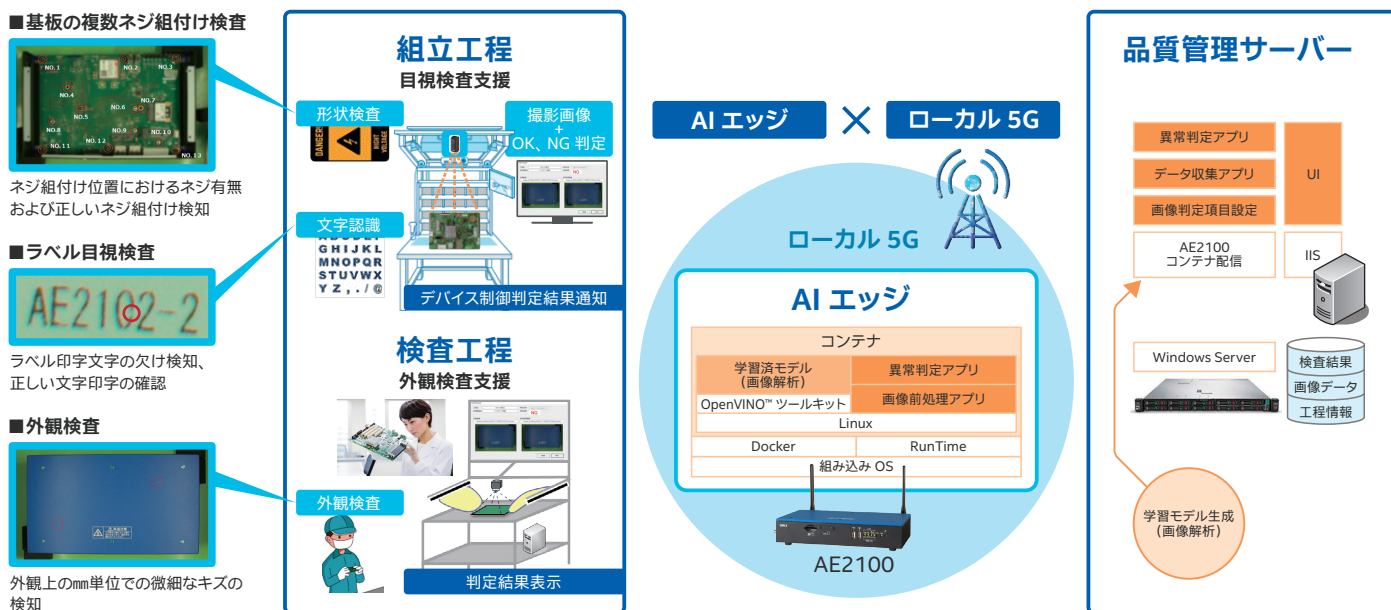 ■基板の複数ネジ組付け検査
NO.1
NO.2
NO.3
NO.4
NO.5
NO.6
NO.7
NO.8
NO.9
NO.10
NO.11
NO.12
NO.13
ネジ組付け位置におけるネジ有無
および正しいネジ組付け検知
■ラベル目視検査
AE2102-2
ラベル印字文字の欠け検知、
正しい文字印字の確認
■外観検査
外観上のmm単位での微細なキズの
検知
組立工程
目視検査支援
形状検査
DANGER
HIGH
VOLTAGE
撮影画像
+
OK、NG 判定
NG
文字認識
GHIJKL
MNOPQR
STUVWX
YZ,./@
デバイス制御判定結果通知
検査工程
外観検査支援
NG
外観検査
判定結果表示
AI エッジ
×
ローカル 5G
ローカル 5G
AI エッジ
コンテナ
学習済モデル
(画像解析)
異常判定アプリ
OpenVINO™ ツールキット
画像前処理アプリ
Linux
Docker
RunTime
組み込み OS
AE2100
品質管理サーバー
異常判定アプリ
データ収集アプリ
画像判定項目設定
UI
AE2100
コンテナ配信
IIS
Windows Server
検査結果
画像データ
工程情報
学習モデル生成
(画像解析)